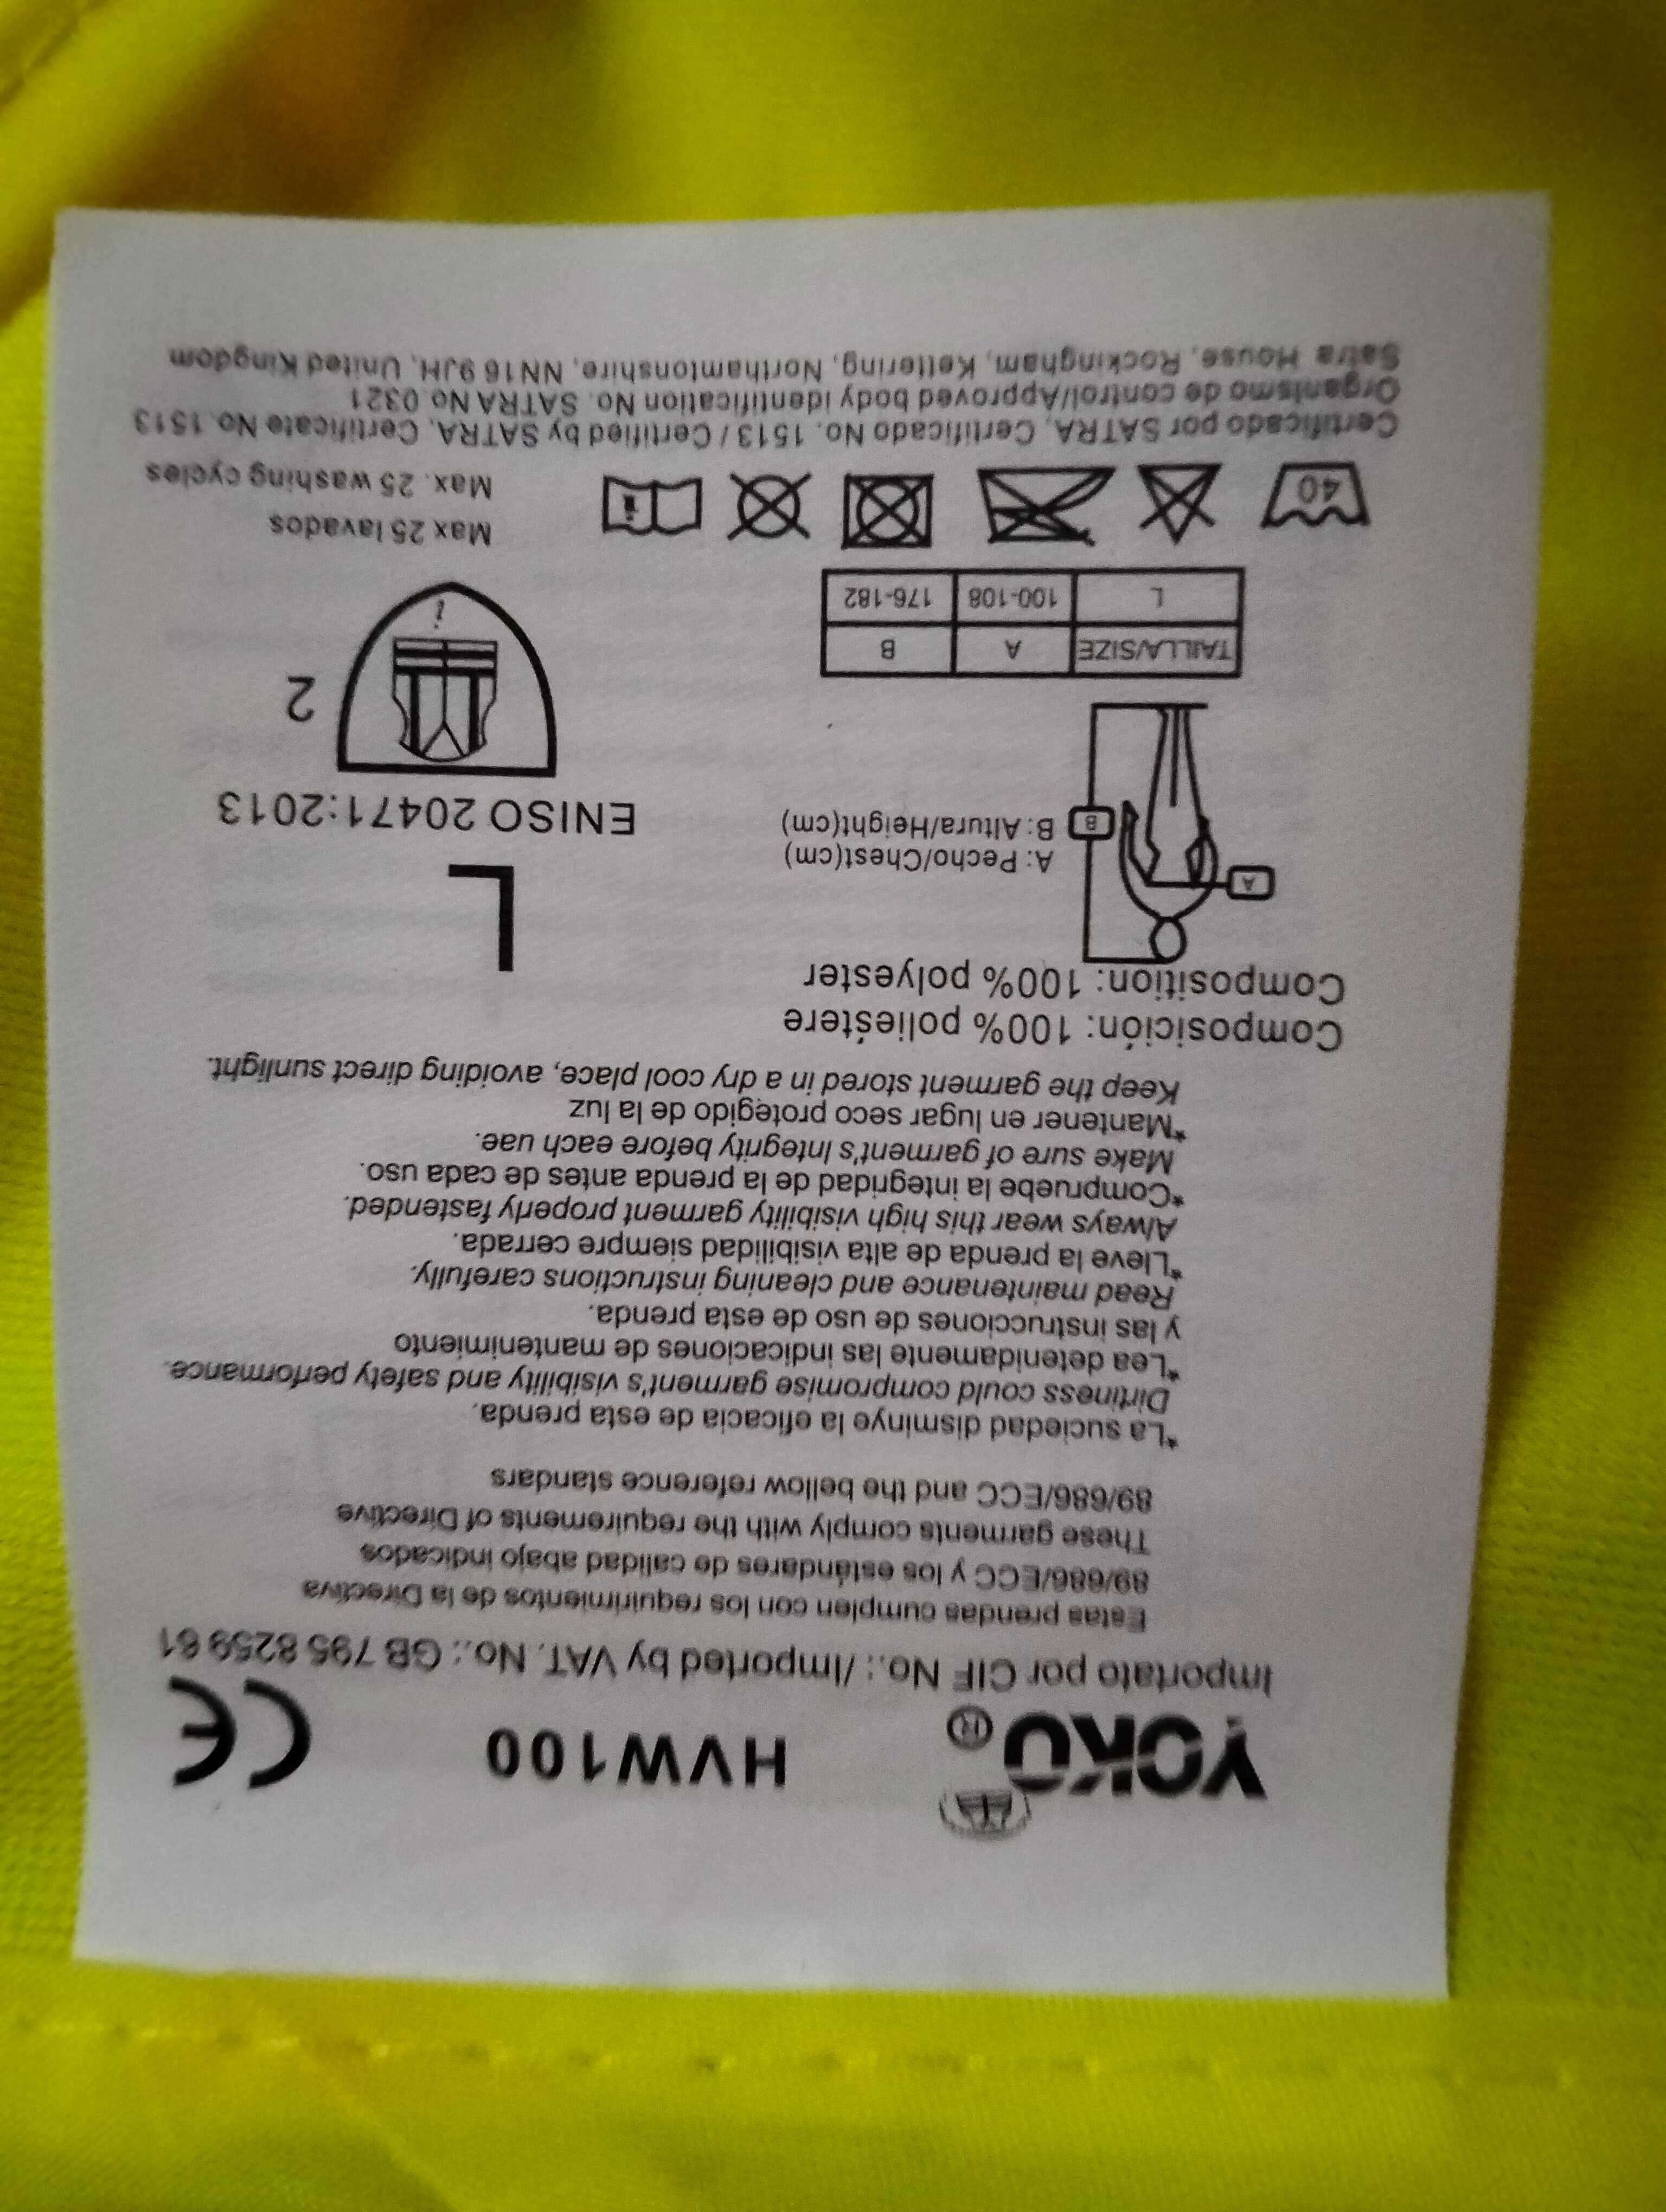 YOKO® HVW100 CE
Importato por CIF No.: /Imported by VAT. No.: GB 795 8259 61
Estas prendas cumplen con los requirimientos de la Directiva
89/686/ECC y los estándares de calidad abajo indicados
These garments comply with the requirements of Directive
89/686/ECC and the bellow reference standars
*La suciedad disminye la eficacia de esta prenda.
Dirtiness could compromise garment's visibility and safety performance.
*Lea detenidamente las indicaciones de mantenimiento
y las instrucciones de uso de esta prenda.
Read maintenance and cleaning instructions carefully.
*Lleve la prenda de alta visibilidad siempre cerrada.
Always wear this high visibility garment properly fastended.
*Compruebe la integridad de la prenda antes de cada uso.
Make sure of garment's Integrity before each uae.
*Mantener en lugar seco protegido de la luz
Keep the garment stored in a dry cool place, avoiding direct sunlight.
Composición: 100% poliéstere
Composition: 100% polyester
L
A
B
A: Pecho/Chest(cm)
B: Altura/Height(cm)
ENISO 20471:2013
2
i
TAILLA/SIZE A B
L 100-108 176-182
40
i
Max 25 lavados
Max. 25 washing cycles
Certificado por SATRA, Certificado No. 1513 / Certified by SATRA, Certificate No. 1513
Organismo de control/Approved body identification No. SATRA No 0321
Satra House, Rockingham, Kettering, Northamtonshire, NN16 9JH, United Kingdom